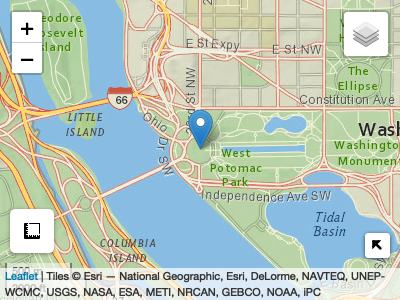 Theodore
Roosevelt
Island
E St Expy
E St NW
The
Ellipse
Constitution Ave
66
LITTLE
ISLAND
Ohio Dr SW
St NW
West
Potomac
Park
Washington
Monument
Independence Ave SW
Tidal
Basin
COLUMBIA
ISLAND
Leaflet | Tiles © Esri — National Geographic, Esri, DeLorme, NAVTEQ, UNEP-
WCMC, USGS, NASA, ESA, METI, NRCAN, GEBCO, NOAA, iPC